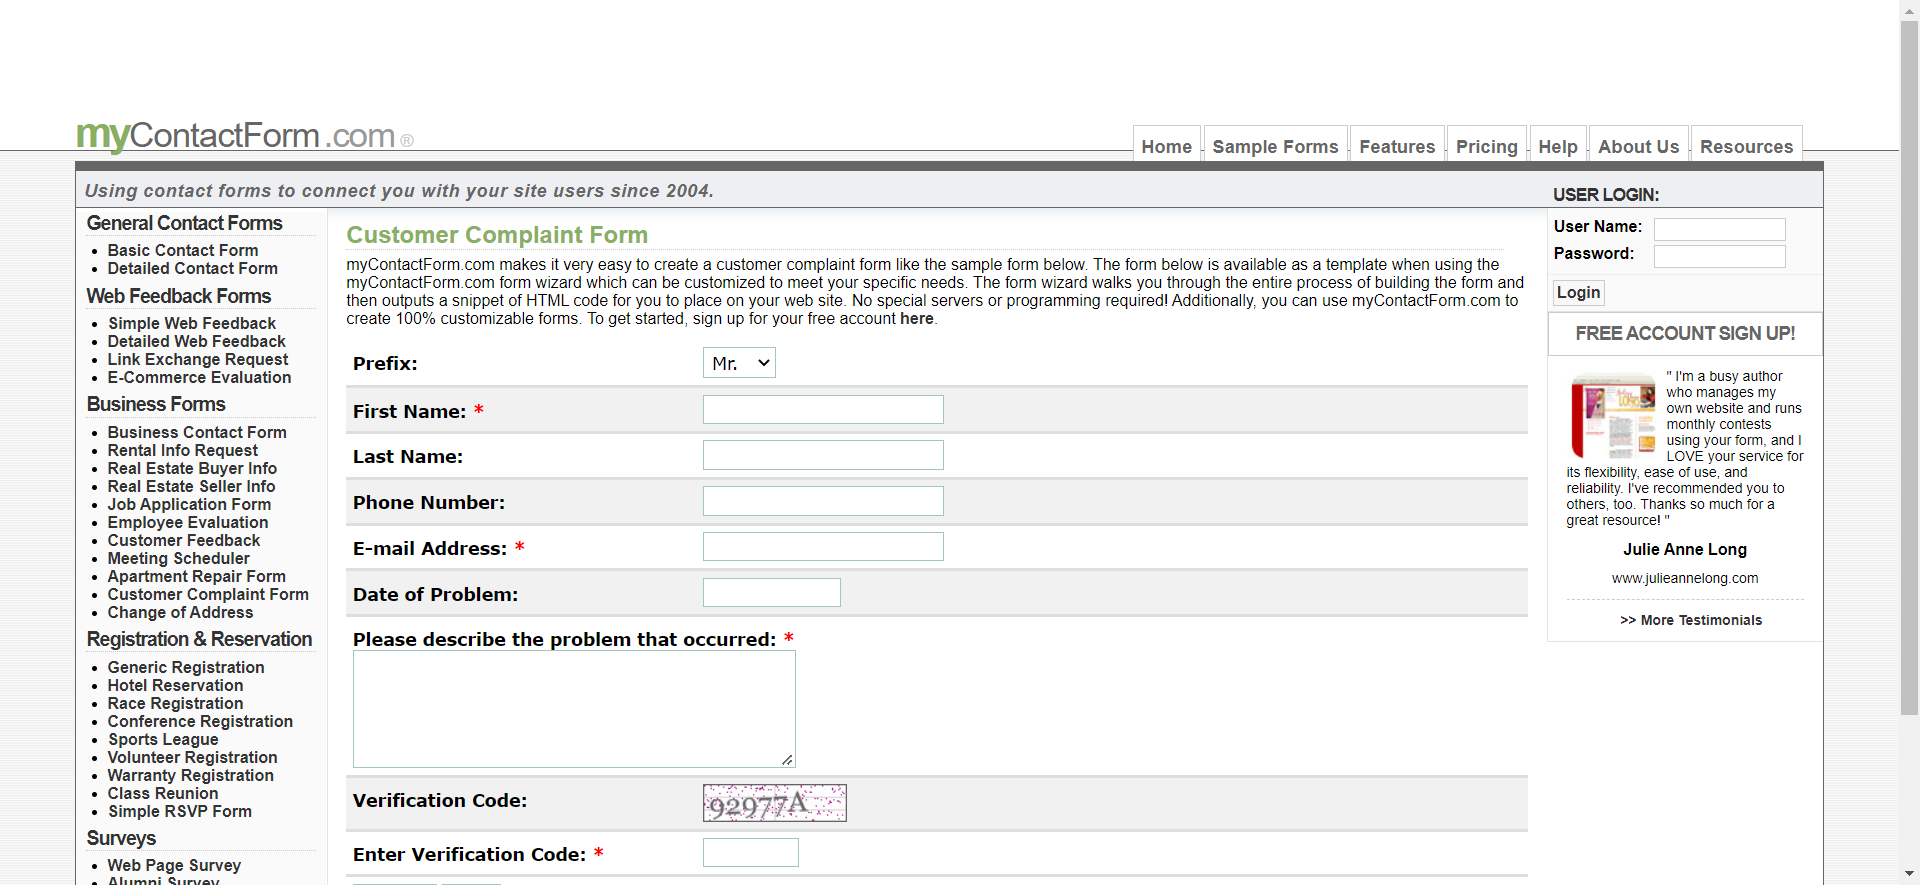 myContactForm.com®
Home
Sample Forms
Features
Pricing
Help
About Us
Resources
Using contact forms to connect you with your site users since 2004.
General Contact Forms
Basic Contact Form
Detailed Contact Form
Web Feedback Forms
Simple Web Feedback
Detailed Web Feedback
Link Exchange Request
E-Commerce Evaluation
Business Forms
Business Contact Form
Rental Info Request
Real Estate Buyer Info
Real Estate Seller Info
Job Application Form
Employee Evaluation
Customer Feedback
Meeting Scheduler
Apartment Repair Form
Customer Complaint Form
Change of Address
Registration & Reservation
Generic Registration
Hotel Reservation
Race Registration
Conference Registration
Sports League
Volunteer Registration
Warranty Registration
Class Reunion
Simple RSVP Form
Surveys
Web Page Survey
Alumni Survey
Customer Complaint Form
myContactForm.com makes it very easy to create a customer complaint form like the sample form below. The form below is available as a template when using the
myContactForm.com form wizard which can be customized to meet your specific needs. The form wizard walks you through the entire process of building the form and
then outputs a snippet of HTML code for you to place on your web site. No special servers or programming required! Additionally, you can use myContactForm.com to
create 100% customizable forms. To get started, sign up for your free account here.
Prefix:
Mr.
First Name: *
Last Name:
Phone Number:
E-mail Address: *
Date of Problem:
Please describe the problem that occurred: *
Verification Code:
92977A
Enter Verification Code: *
USER LOGIN:
User Name:
Password:
Login
FREE ACCOUNT SIGN UP!
" I'm a busy author
who manages my
own website and runs
monthly contests
using your form, and I
LOVE your service for
its flexibility, ease of use, and
reliability. I've recommended you to
others, too. Thanks so much for a
great resource! "
Julie Anne Long
www.julieannelong.com
>> More Testimonials